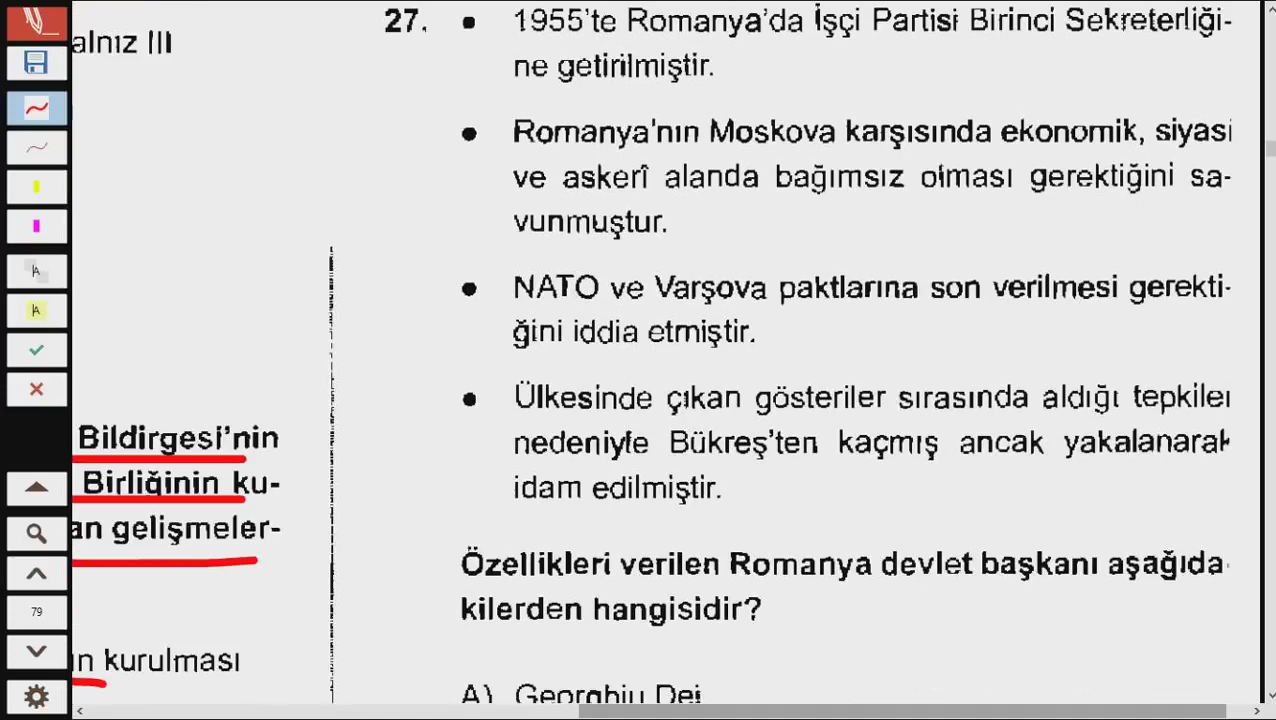 alnız III
Bildirgesi'nin
Birliğinin ku-
an gelişmeler-
ın kurulması
27. • 1955'te Romanya'da İşçi Partisi Birinci Sekreterliği-
ne getirilmiştir.
• Romanya'nın Moskova karşısında ekonomik, siyasi
ve askerî alanda bağımsız olması gerektiğini sa-
vunmuştur.
• NATO ve Varşova paktlarına son verilmesi gerekti-
ğini iddia etmiştir.
• Ülkesinde çıkan gösteriler sırasında aldığı tepkiler
nedeniyle Bükreş'ten kaçmış ancak yakalanarak
idam edilmiştir.
Özellikleri verilen Romanya devlet başkanı aşağıda
kilerden hangisidir?
A) Georghiu Dej
79